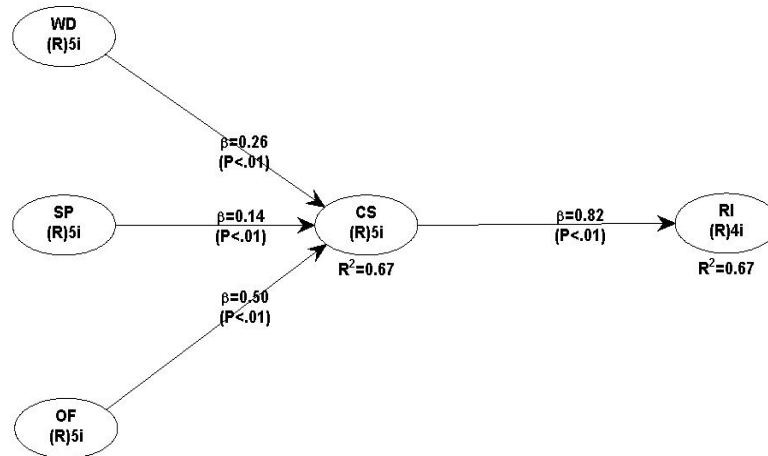 WD
(R)5i
β=0.26
(P<.01)
SP
(R)5i
β=0.14
(P<.01)
CS
(R)5i
R²=0.67
β=0.82
(P<.01)
RI
(R)4i
R²=0.67
β=0.50
(P<.01)
OF
(R)5i